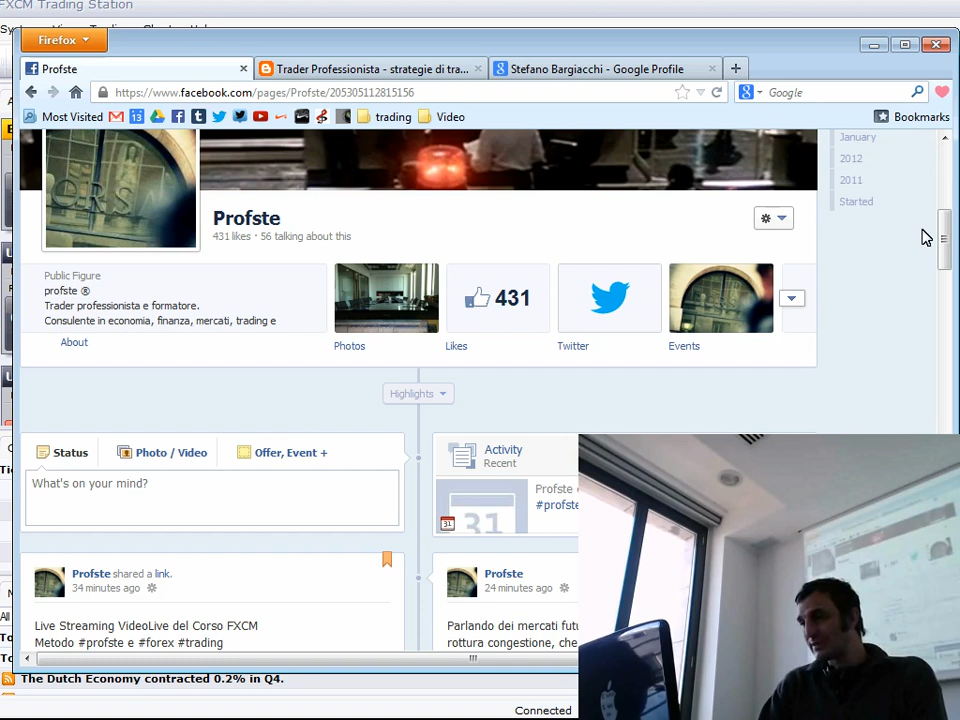 FXCM Trading Station
Firefox
Profste
Trader Professionista - strategie di tra...
Stefano Bargiacchi - Google Profile
https://www.facebook.com/pages/Profste/205305112815156
Google
Most Visited
13
trading
Video
Bookmarks
January
2012
2011
Started
Profste
431 likes · 56 talking about this
Public Figure
profste ®
Trader professionista e formatore.
Consulente in economia, finanza, mercati, trading e
About
431
Photos
Likes
Twitter
Events
Highlights
Status
Photo / Video
Offer, Event +
What's on your mind?
Activity
Recent
Profste
#profste
31
31
Profste shared a link.
34 minutes ago
Live Streaming VideoLive del Corso FXCM
Metodo #profste e #forex #trading
Profste
24 minutes ago
Parlando dei mercati futu
rottura congestione, che
The Dutch Economy contracted 0.2% in Q4.
Connected